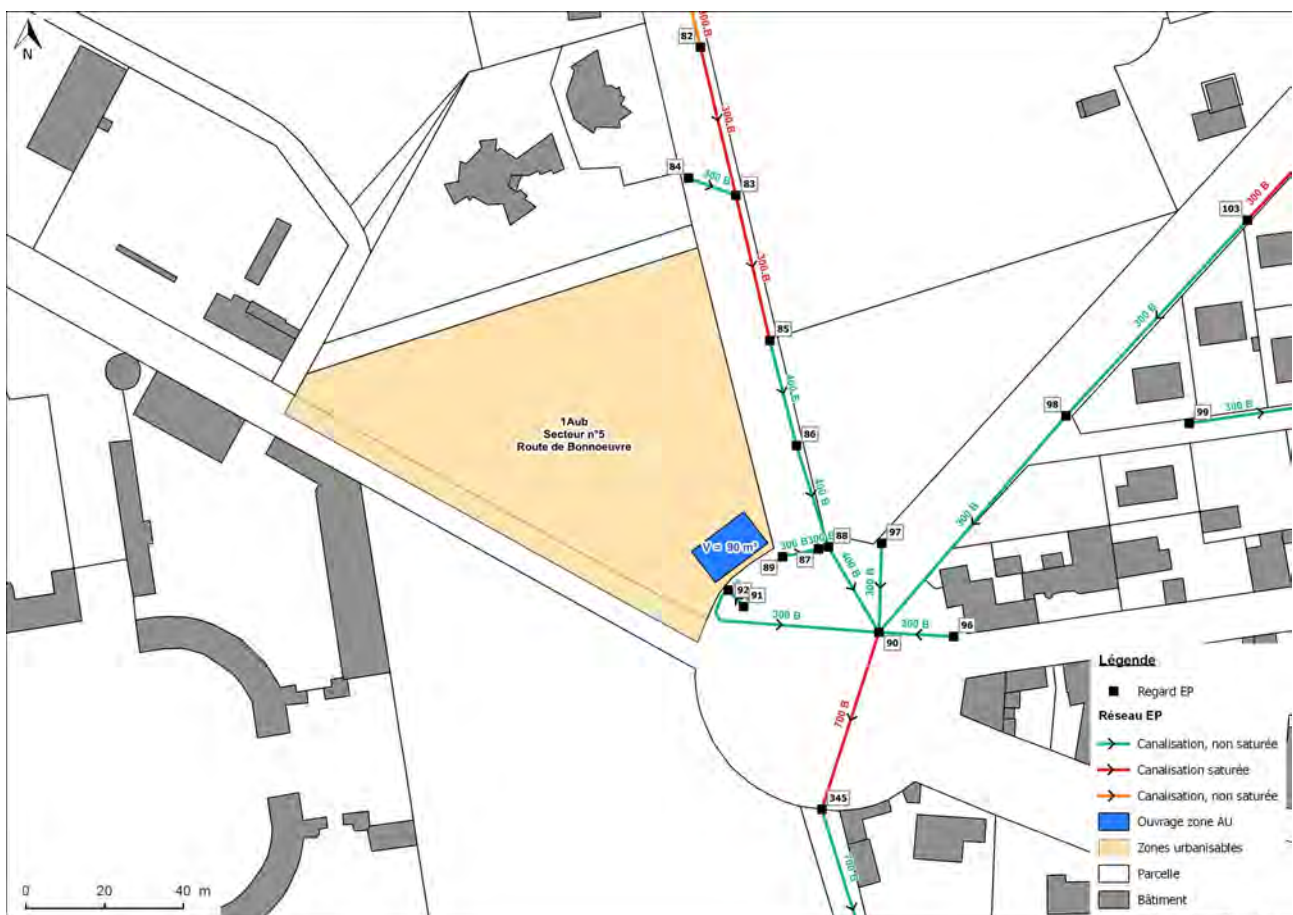 N
82
300 B
300 B
84
300 B
83
300 B
103
300 B
85
300 B
400 B
98
99
300 B
86
1Aub
Secteur n°5
Route de Bonnoeuvre
400 B
300 B
V = 90 m³
300 B
300 B
88
97
89
87
400 B
300 B
92
91
300 B
300 B
96
90
700 B
345
700 B
Légende
Regard EP
Réseau EP
Canalisation, non saturée
Canalisation saturée
Canalisation, non saturée
Ouvrage zone AU
Zones urbanisables
Parcelle
Bâtiment
0 20 40 m